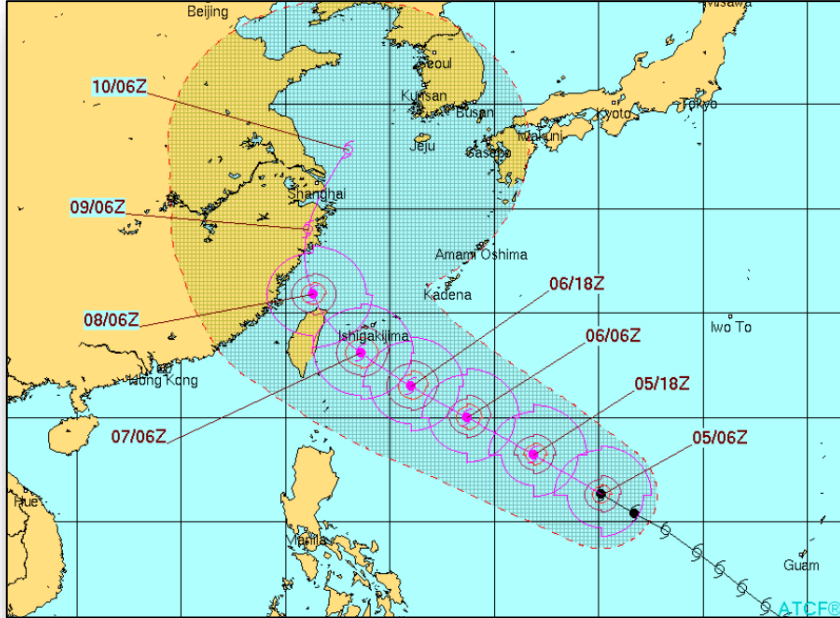 Beijing
Misawa
10/06Z
Seoul
Kunsan
Busan
Tokyo
Kyoto
Iwakuni
Jeju
Sasebo
Shanghai
09/06Z
Amami Oshima
06/18Z
Kadena
08/06Z
Iwo To
Ishigakijima
06/06Z
Hong Kong
05/18Z
07/06Z
05/06Z
Hue
Manila
Guam
ATCF®